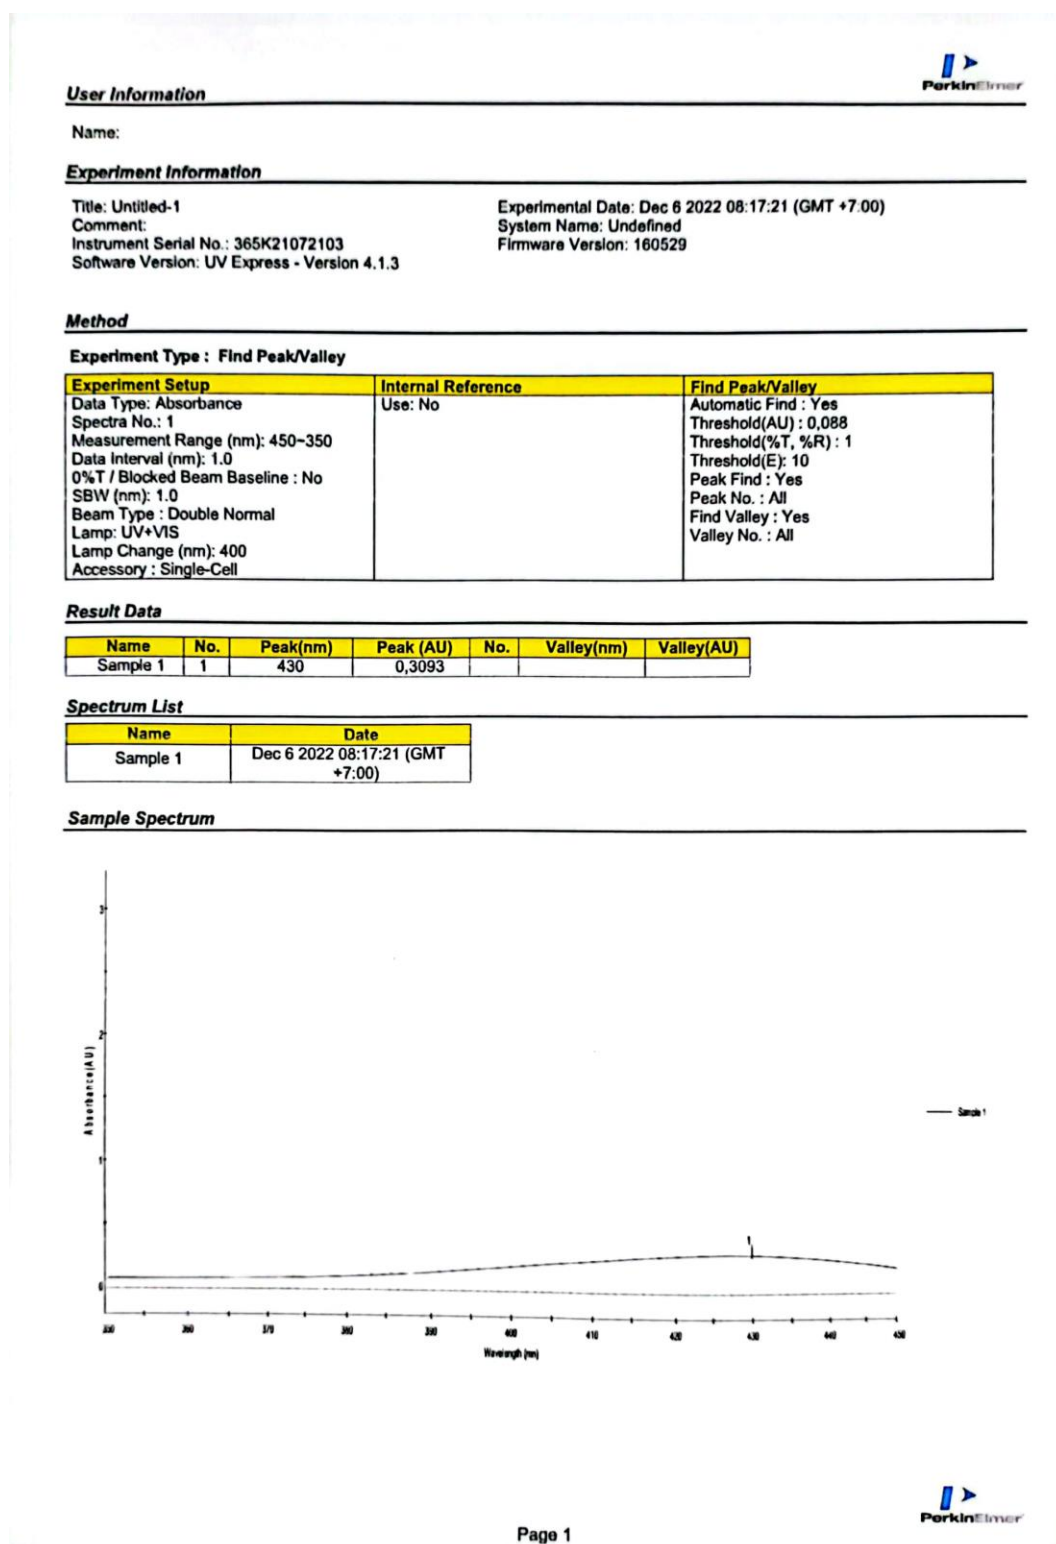 PerkinElmer
User Information
Name:
Experiment Information
Title: Untitled-1
Comment:
Instrument Serial No.: 365K21072103
Software Version: UV Express - Version 4.1.3
Experimental Date: Dec 6 2022 08:17:21 (GMT +7:00)
System Name: Undefined
Firmware Version: 160529
Method
Experiment Type : Find Peak/Valley
Experiment Setup
Data Type: Absorbance
Spectra No.: 1
Measurement Range (nm): 450~350
Data Interval (nm): 1.0
0%T / Blocked Beam Baseline : No
SBW (nm): 1.0
Beam Type : Double Normal
Lamp: UV+VIS
Lamp Change (nm): 400
Accessory : Single-Cell
Internal Reference
Use: No
Find Peak/Valley
Automatic Find : Yes
Threshold(AU) : 0,088
Threshold(%T, %R) : 1
Threshold(E): 10
Peak Find : Yes
Peak No. : All
Find Valley : Yes
Valley No. : All
Result Data
Name No. Peak(nm) Peak (AU) No. Valley(nm) Valley(AU)
Sample 1 1 430 0,3093
Spectrum List
Name Date
Sample 1 Dec 6 2022 08:17:21 (GMT
+7:00)
Sample Spectrum
3
2
Absorbance(AU)
Sample 1
1
1
0
350 360 370 380 390 400 410 420 430 440 450
Wavelength (nm)
PerkinElmer
Page 1